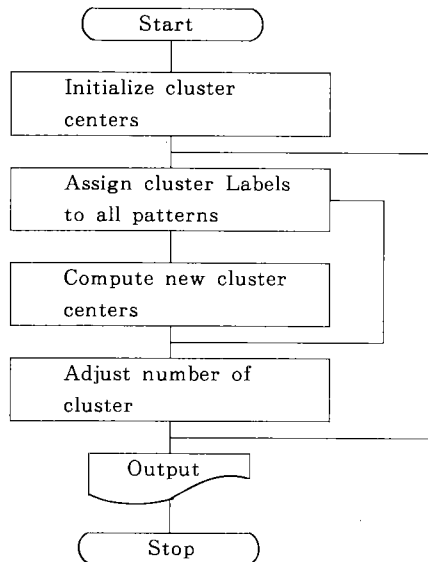 Start
Initialize cluster
centers
Assign cluster Labels
to all patterns
Compute new cluster
centers
Adjust number of
cluster
Output
Stop